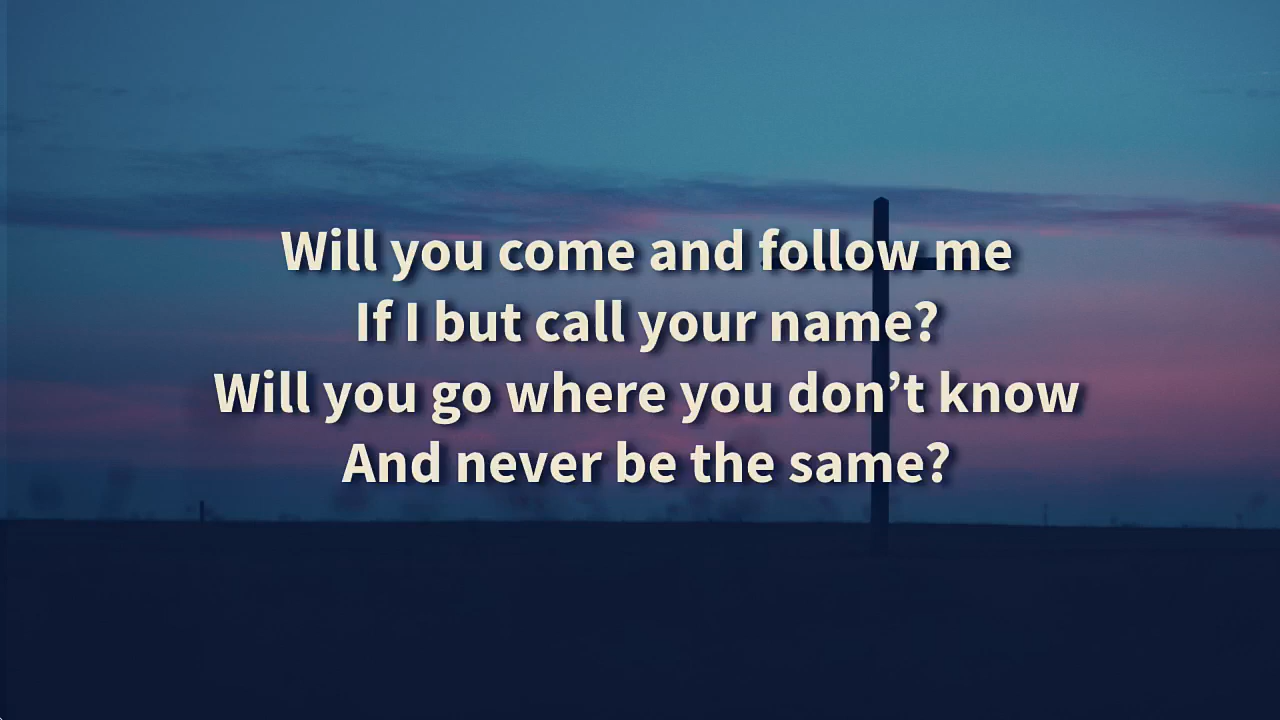 Will you come and follow me
If I but call your name?
Will you go where you don’t know
And never be the same?